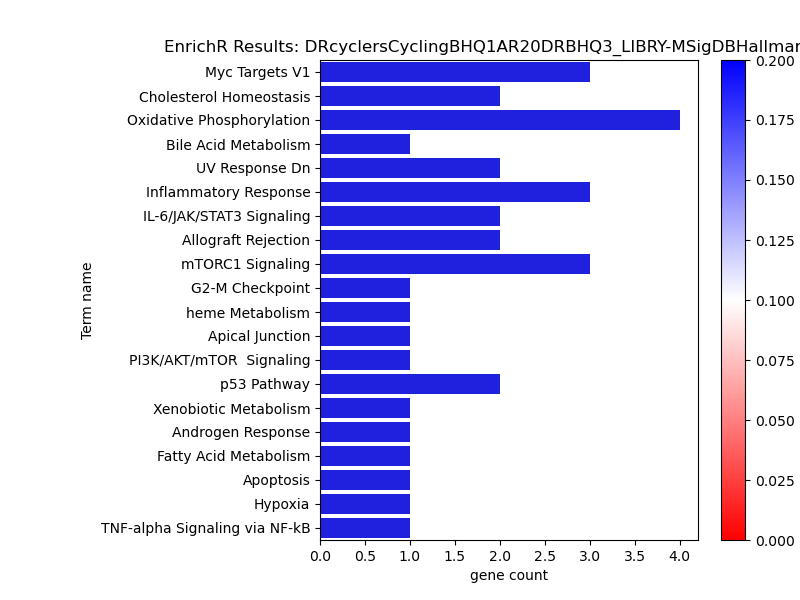 EnrichR Results: DRcyclersCyclingBHQ1AR20DRBHQ3_LIBRY-MSigDBHallmar
Term name
Myc Targets V1
Cholesterol Homeostasis
Oxidative Phosphorylation
Bile Acid Metabolism
UV Response Dn
Inflammatory Response
IL-6/JAK/STAT3 Signaling
Allograft Rejection
mTORC1 Signaling
G2-M Checkpoint
heme Metabolism
Apical Junction
PI3K/AKT/mTOR  Signaling
p53 Pathway
Xenobiotic Metabolism
Androgen Response
Fatty Acid Metabolism
Apoptosis
Hypoxia
TNF-alpha Signaling via NF-kB
0.0 0.5 1.0 1.5 2.0 2.5 3.0 3.5 4.0
gene count
0.200
0.175
0.150
0.125
0.100
0.075
0.050
0.025
0.000